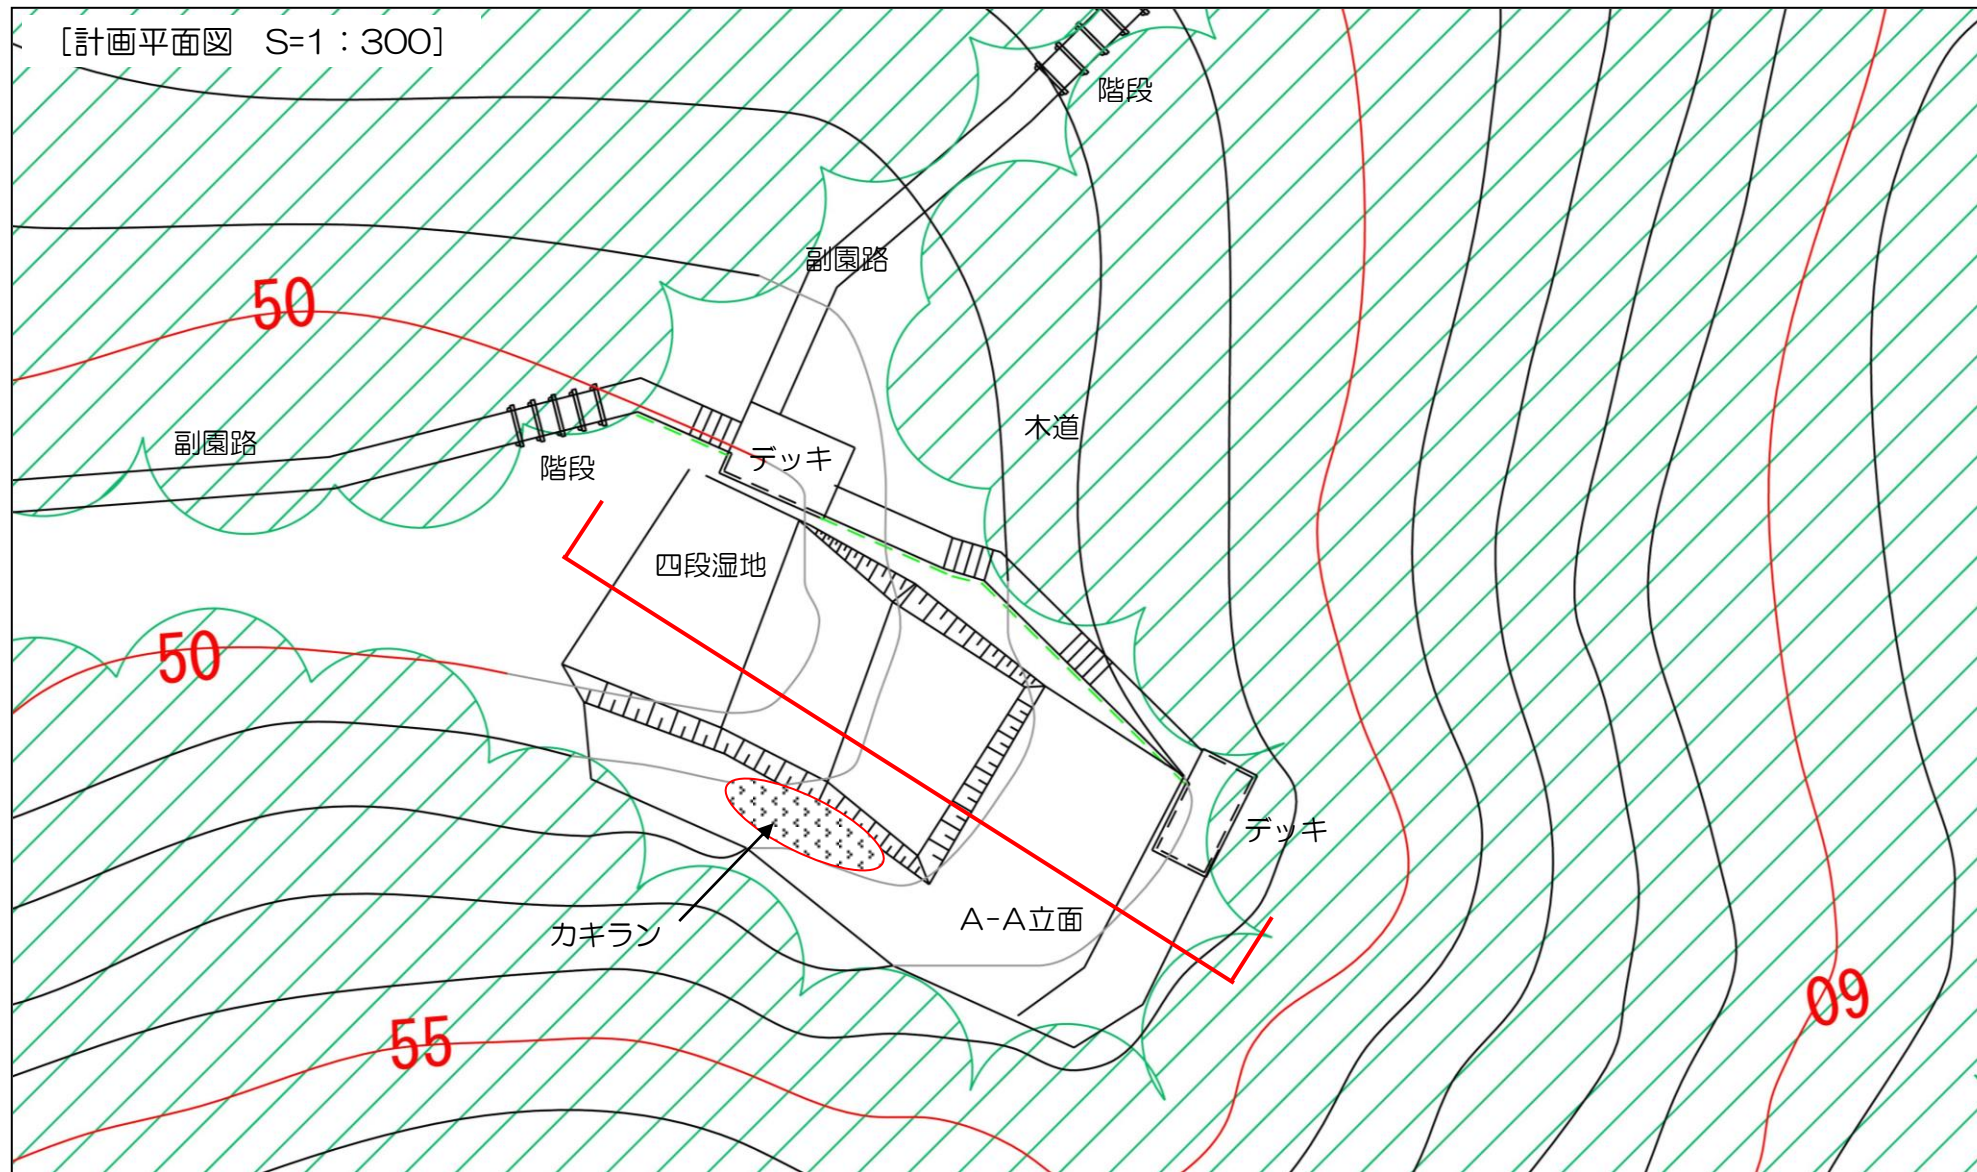 [計画平面図　S=1：300]
階段
副園路
50
木道
副園路
デッキ
階段
四段湿地
50
デッキ
A-A立面
カキラン
60
55